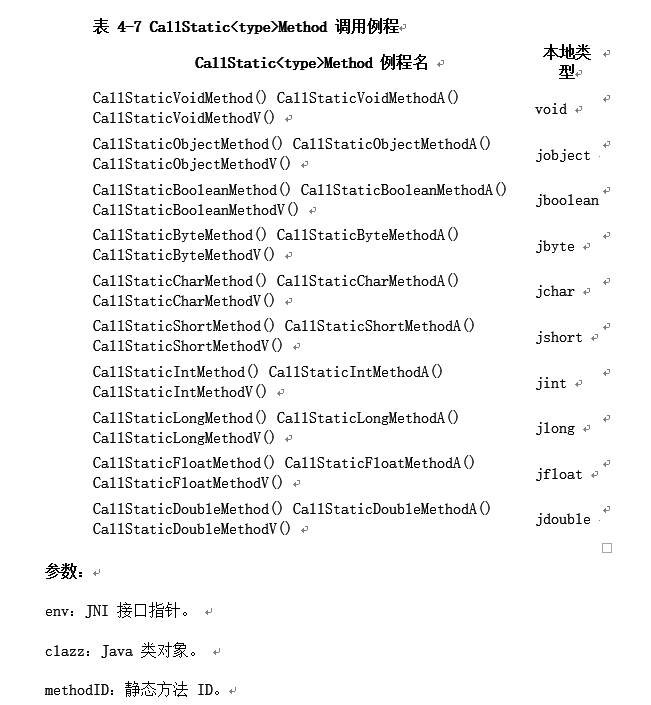 表 4-7 CallStatic<type>Method 调用例程
CallStatic<type>Method 例程名
本地类
型
CallStaticVoidMethod() CallStaticVoidMethodA()
CallStaticVoidMethodV()
void
CallStaticObjectMethod() CallStaticObjectMethodA()
CallStaticObjectMethodV()
jobject
CallStaticBooleanMethod() CallStaticBooleanMethodA()
CallStaticBooleanMethodV()
jboolean
CallStaticByteMethod() CallStaticByteMethodA()
CallStaticByteMethodV()
jbyte
CallStaticCharMethod() CallStaticCharMethodA()
CallStaticCharMethodV()
jchar
CallStaticShortMethod() CallStaticShortMethodA()
CallStaticShortMethodV()
jshort
CallStaticIntMethod() CallStaticIntMethodA()
CallStaticIntMethodV()
jint
CallStaticLongMethod() CallStaticLongMethodA()
CallStaticLongMethodV()
jlong
CallStaticFloatMethod() CallStaticFloatMethodA()
CallStaticFloatMethodV()
jfloat
CallStaticDoubleMethod() CallStaticDoubleMethodA()
CallStaticDoubleMethodV()
jdouble
参数：
env：JNI 接口指针。
clazz：Java 类对象。
methodID：静态方法 ID。